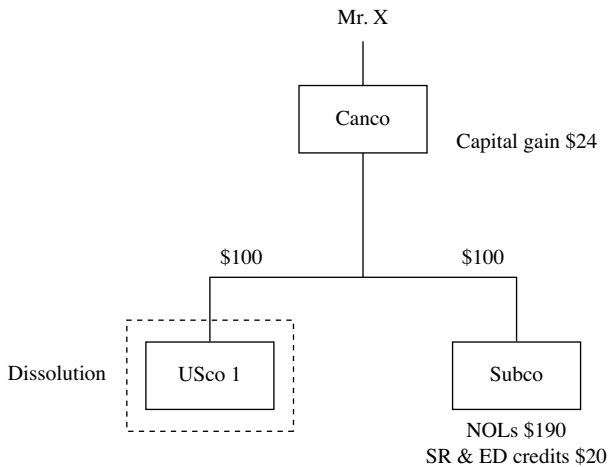 Mr. X
Canco
Capital gain $24
$100
$100
Dissolution
USco 1
Subco
NOLs $190
SR & ED credits $20